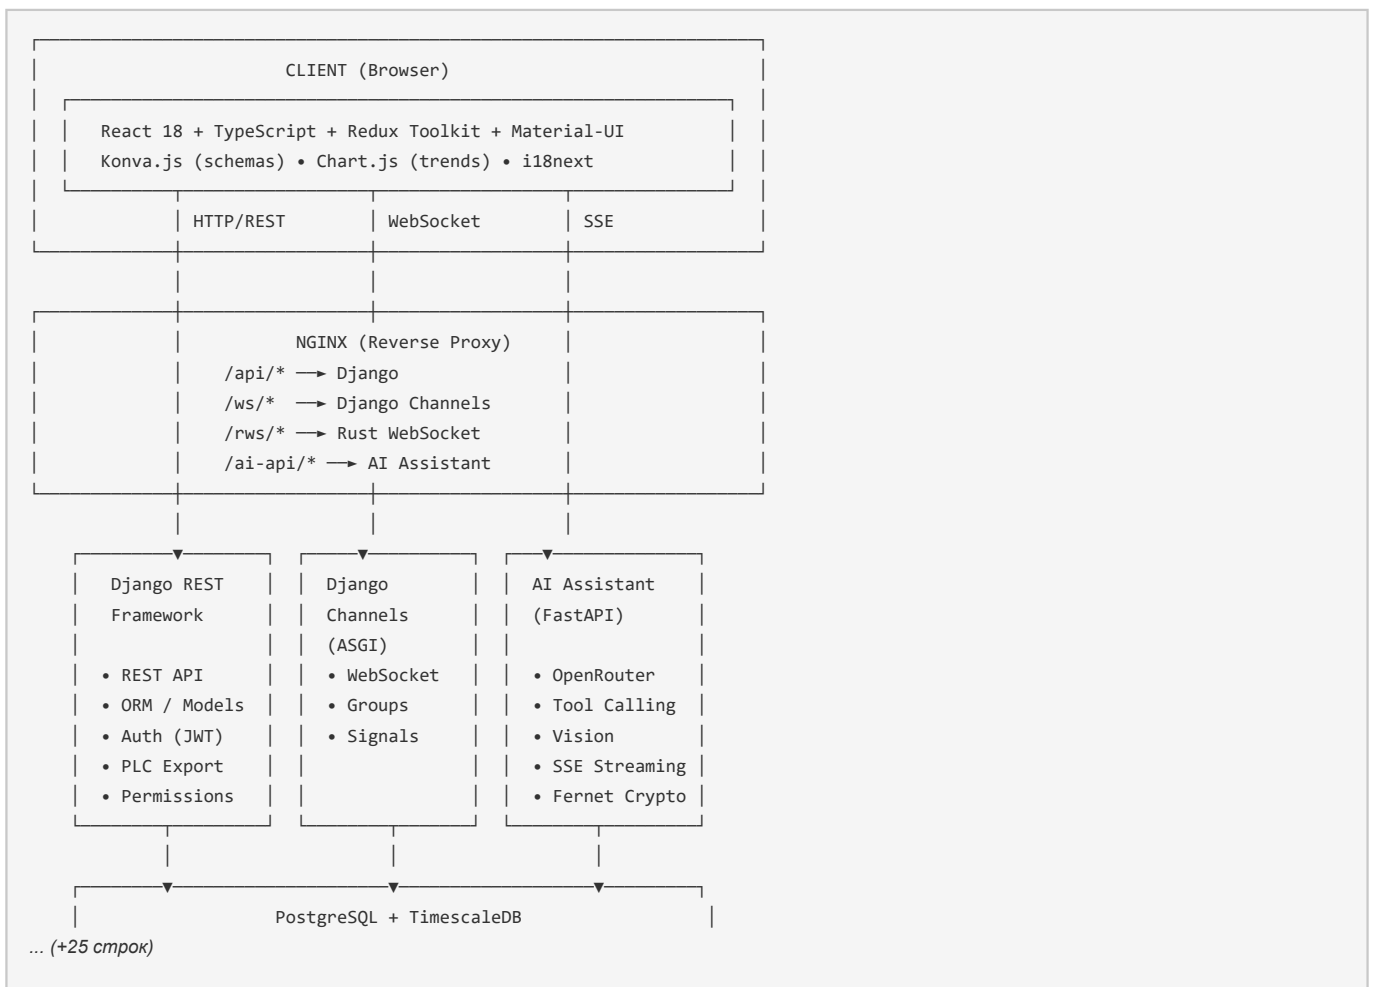 CLIENT (Browser)
React 18 + TypeScript + Redux Toolkit + Material-UI
Konva.js (schemas) • Chart.js (trends) • i18next
HTTP/REST WebSocket SSE
NGINX (Reverse Proxy)
/api/* ──► Django
/ws/* ──► Django Channels
/rws/* ──► Rust WebSocket
/ai-api/* ──► AI Assistant
Django REST Django AI Assistant
Framework Channels (FastAPI)
(ASGI)
• REST API • WebSocket • OpenRouter
• ORM / Models • Groups • Tool Calling
• Auth (JWT) • Signals • Vision
• PLC Export • SSE Streaming
• Permissions • Fernet Crypto
PostgreSQL + TimescaleDB
... (+25 строк)